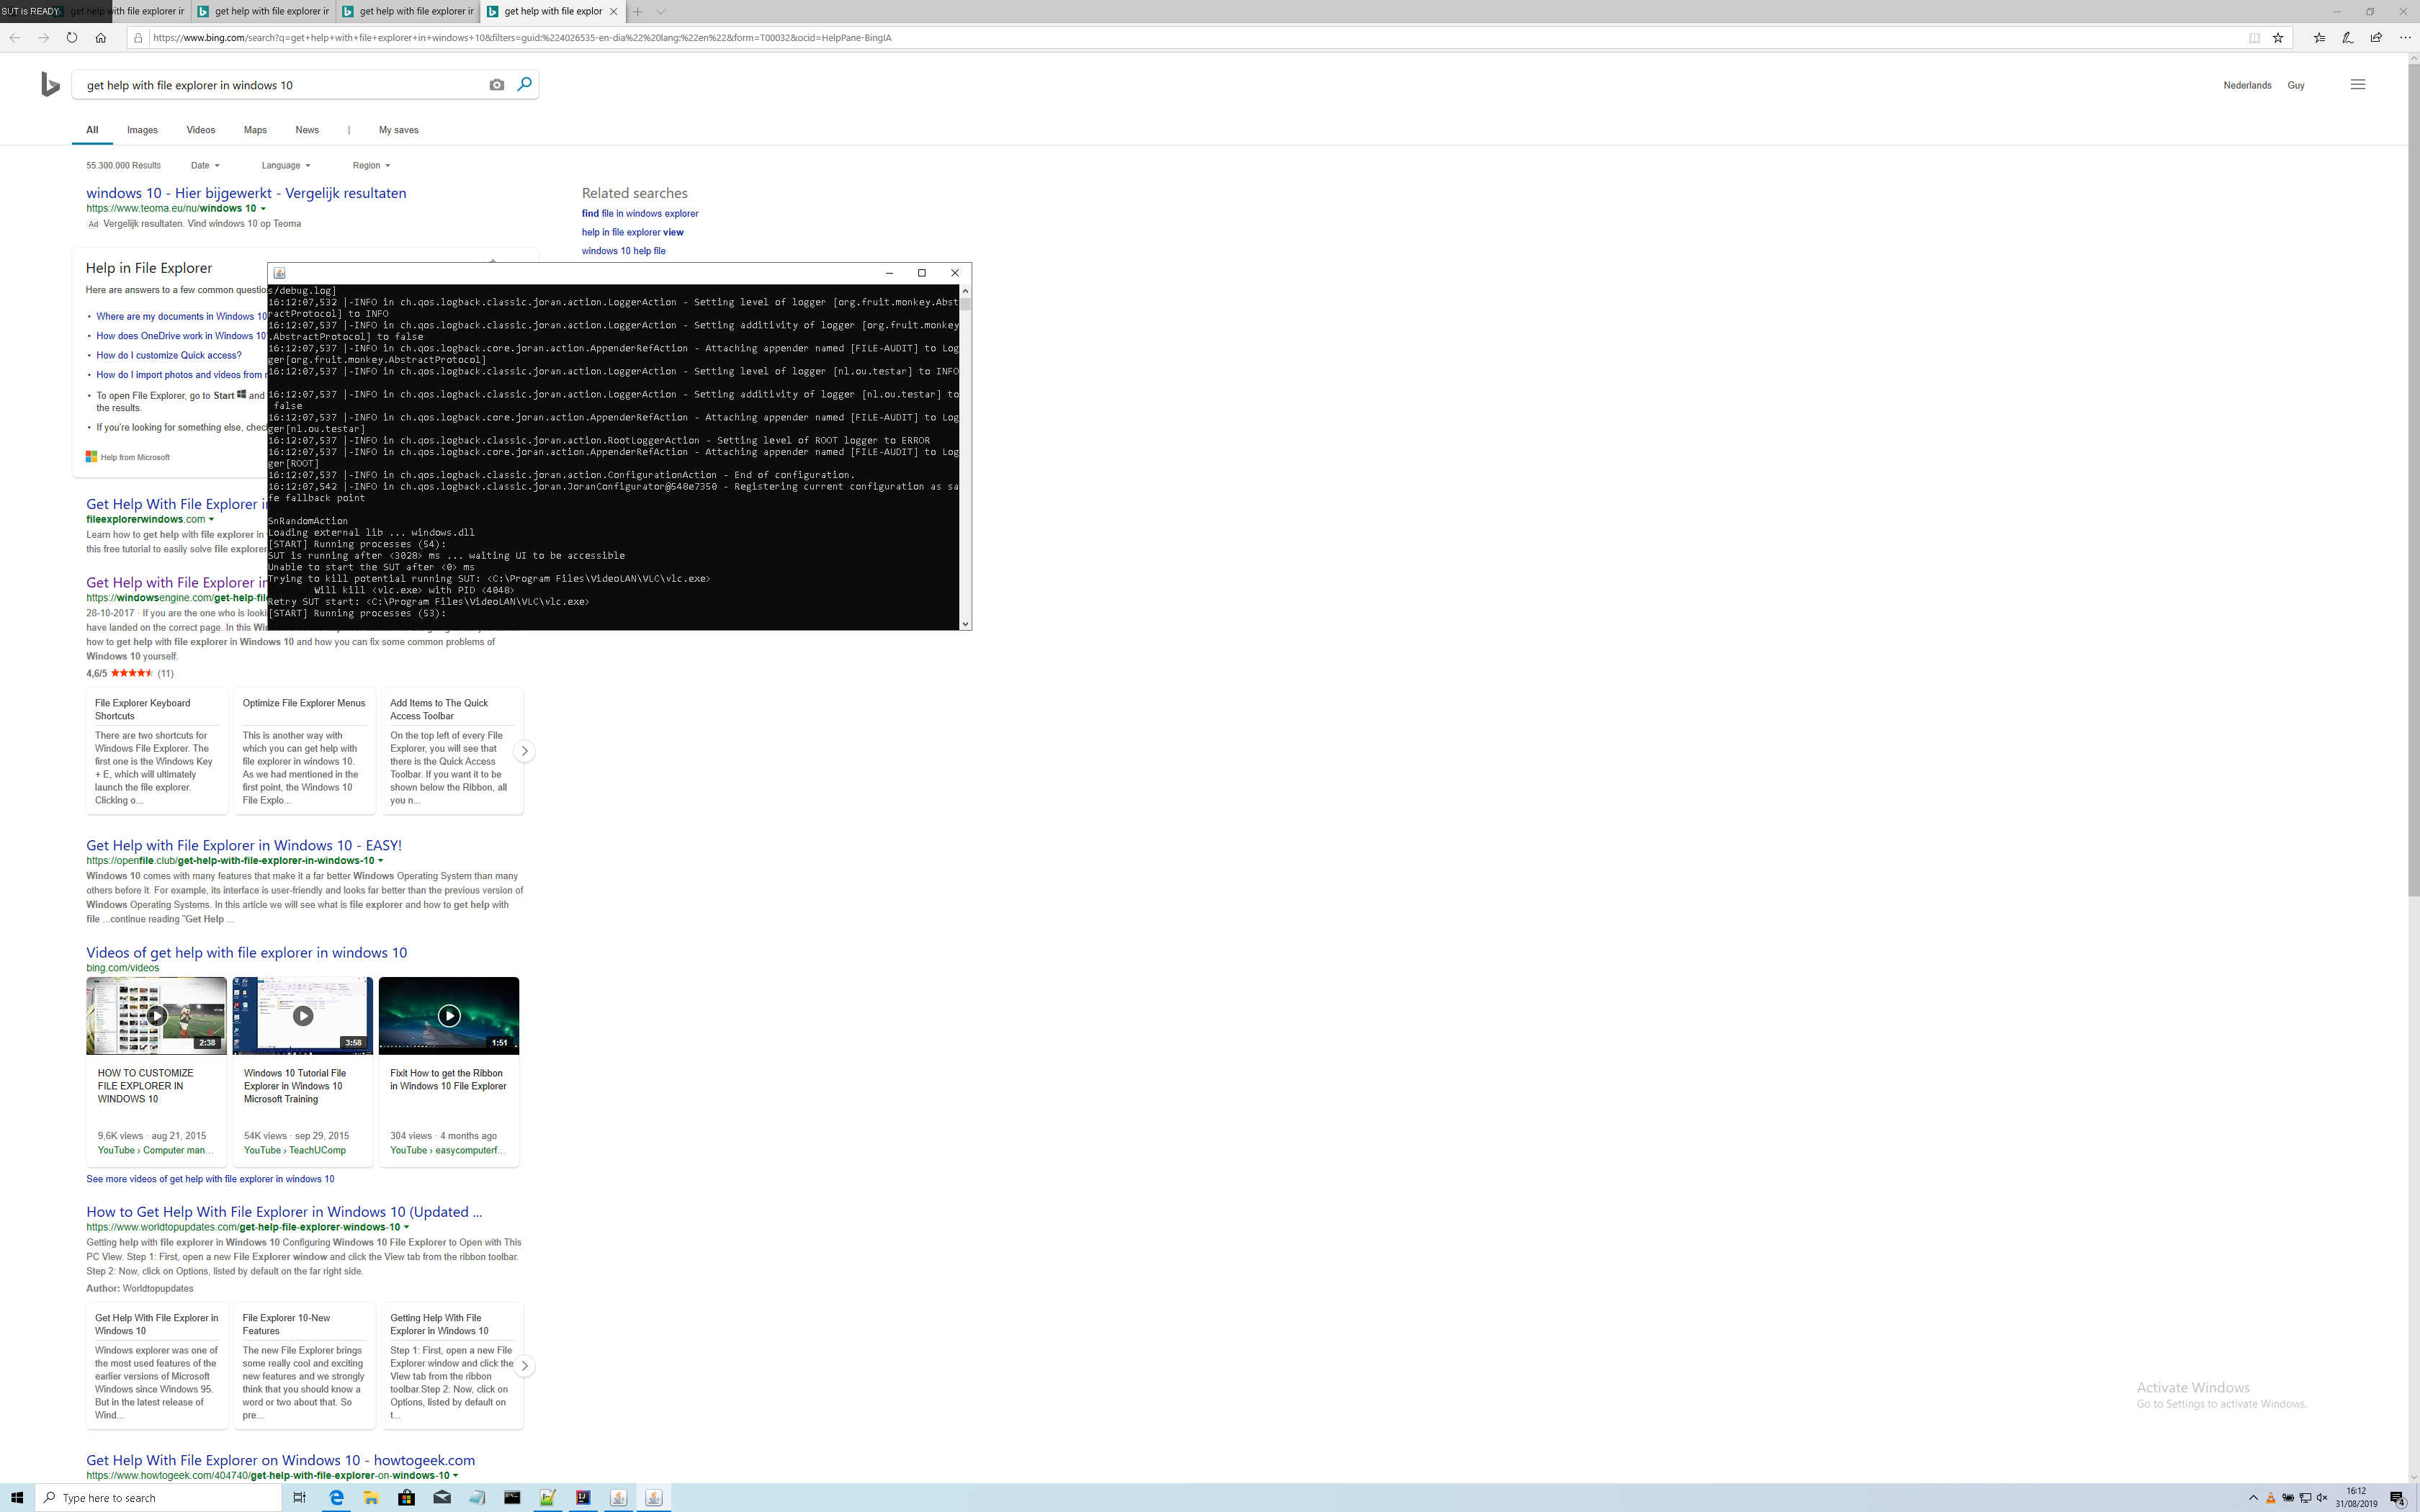 SUT is READY
get help with file explorer ir
get help with file explorer ir
get help with file explorer ir
get help with file explor
https://www.bing.com/search?q=get+help+with+file+explorer+in+windows+10&filters=guid:%224026535-en-dia%22%20lang:%22en%22&form=T00032&ocid=HelpPane-BingIA
get help with file explorer in windows 10
Nederlands Guy
All Images Videos Maps News | My saves
55.300.000 Results Date Language Region
windows 10 - Hier bijgewerkt - Vergelijk resultaten
https://www.teoma.eu/nu/windows 10
Ad Vergelijk resultaten. Vind windows 10 op Teoma
Related searches
find file in windows explorer
help in file explorer view
windows 10 help file
Help in File Explorer
Here are answers to a few common questio
• Where are my documents in Windows 10
• How does OneDrive work in Windows 10
• How do I customize Quick access?
• How do I import photos and videos from
• To open File Explorer, go to Start and
the results.
• If you're looking for something else, chec
Help from Microsoft
s/debug.log]
16:12:07,532 |-INFO in ch.qos.logback.classic.joran.action.LoggerAction - Setting level of logger [org.fruit.monkey.Abst
ractProtocol] to INFO
16:12:07,537 |-INFO in ch.qos.logback.classic.joran.action.LoggerAction - Setting additivity of logger [org.fruit.monkey
.AbstractProtocol] to false
16:12:07,537 |-INFO in ch.qos.logback.core.joran.action.AppenderRefAction - Attaching appender named [FILE-AUDIT] to Log
ger[org.fruit.monkey.AbstractProtocol]
16:12:07,537 |-INFO in ch.qos.logback.classic.joran.action.LoggerAction - Setting level of logger [nl.ou.testar] to INFO
16:12:07,537 |-INFO in ch.qos.logback.classic.joran.action.LoggerAction - Setting additivity of logger [nl.ou.testar] to
false
16:12:07,537 |-INFO in ch.qos.logback.core.joran.action.AppenderRefAction - Attaching appender named [FILE-AUDIT] to Log
ger[nl.ou.testar]
16:12:07,537 |-INFO in ch.qos.logback.classic.joran.action.RootLoggerAction - Setting level of ROOT logger to ERROR
16:12:07,537 |-INFO in ch.qos.logback.core.joran.action.AppenderRefAction - Attaching appender named [FILE-AUDIT] to Log
ger[ROOT]
16:12:07,537 |-INFO in ch.qos.logback.classic.joran.action.ConfigurationAction - End of configuration.
16:12:07,542 |-INFO in ch.qos.logback.classic.joran.JoranConfigurator@548e7350 - Registering current configuration as sa
fe fallback point
SnRandomAction
Loading external lib ... windows.dll
[START] Running processes (54):
SUT is running after <3028> ms ... waiting UI to be accessible
Unable to start the SUT after <0> ms
Trying to kill potential running SUT: <C:\Program Files\VideoLAN\VLC\vlc.exe>
Will kill <vlc.exe> with PID <4048>
Retry SUT start: <C:\Program Files\VideoLAN\VLC\vlc.exe>
[START] Running processes (53):
Get Help With File Explorer i
fileexplorerwindows.com
Learn how to get help with file explorer in
this free tutorial to easily solve file explorer
Get Help with File Explorer in
https://windowsengine.com/get-help-fil
28-10-2017 · If you are the one who is looki
have landed on the correct page. In this Wi
how to get help with file explorer in Windows 10 and how you can fix some common problems of
Windows 10 yourself.
4,6/5 (11)
File Explorer Keyboard
Shortcuts
There are two shortcuts for
Windows File Explorer. The
first one is the Windows Key
+ E, which will ultimately
launch the file explorer.
Clicking o...
Optimize File Explorer Menus
This is another way with
which you can get help with
file explorer in windows 10.
As we had mentioned in the
first point, the Windows 10
File Explo...
Add Items to The Quick
Access Toolbar
On the top left of every File
Explorer, you will see that
there is the Quick Access
Toolbar. If you want it to be
shown below the Ribbon, all
you n...
Get Help with File Explorer in Windows 10 - EASY!
https://openfile.club/get-help-with-file-explorer-in-windows-10
Windows 10 comes with many features that make it a far better Windows Operating System than many
others before it. For example, its interface is user-friendly and looks far better than the previous version of
Windows Operating Systems. In this article we will see what is file explorer and how to get help with
file ...continue reading "Get Help ...
Videos of get help with file explorer in windows 10
bing.com/videos
2:38
3:58
1:51
HOW TO CUSTOMIZE
FILE EXPLORER IN
WINDOWS 10
9,6K views · aug 21, 2015
YouTube › Computer man...
Windows 10 Tutorial File
Explorer in Windows 10
Microsoft Training
54K views · sep 29, 2015
YouTube › TeachUComp
Fixit How to get the Ribbon
in Windows 10 File Explorer
304 views · 4 months ago
YouTube › easycomputerf...
See more videos of get help with file explorer in windows 10
How to Get Help With File Explorer in Windows 10 (Updated ...
https://www.worldtopupdates.com/get-help-file-explorer-windows-10
Getting help with file explorer in Windows 10 Configuring Windows 10 File Explorer to Open with This
PC View. Step 1: First, open a new File Explorer window and click the View tab from the ribbon toolbar.
Step 2: Now, click on Options, listed by default on the far right side.
Author: Worldtopupdates
Get Help With File Explorer in
Windows 10
Windows explorer was one of
the most used features of the
earlier versions of Microsoft
Windows since Windows 95.
But in the latest release of
Wind...
File Explorer 10-New
Features
The new File Explorer brings
some really cool and exciting
new features and we strongly
think that you should know a
word or two about that. So
pre...
Getting Help With File
Explorer in Windows 10
Step 1: First, open a new File
Explorer window and click the
View tab from the ribbon
toolbar.Step 2: Now, click on
Options, listed by default on
t...
Get Help With File Explorer on Windows 10 - howtogeek.com
https://www.howtogeek.com/404740/get-help-with-file-explorer-on-windows-10
Activate Windows
Go to Settings to activate Windows.
Type here to search
16:12
31/08/2019
4